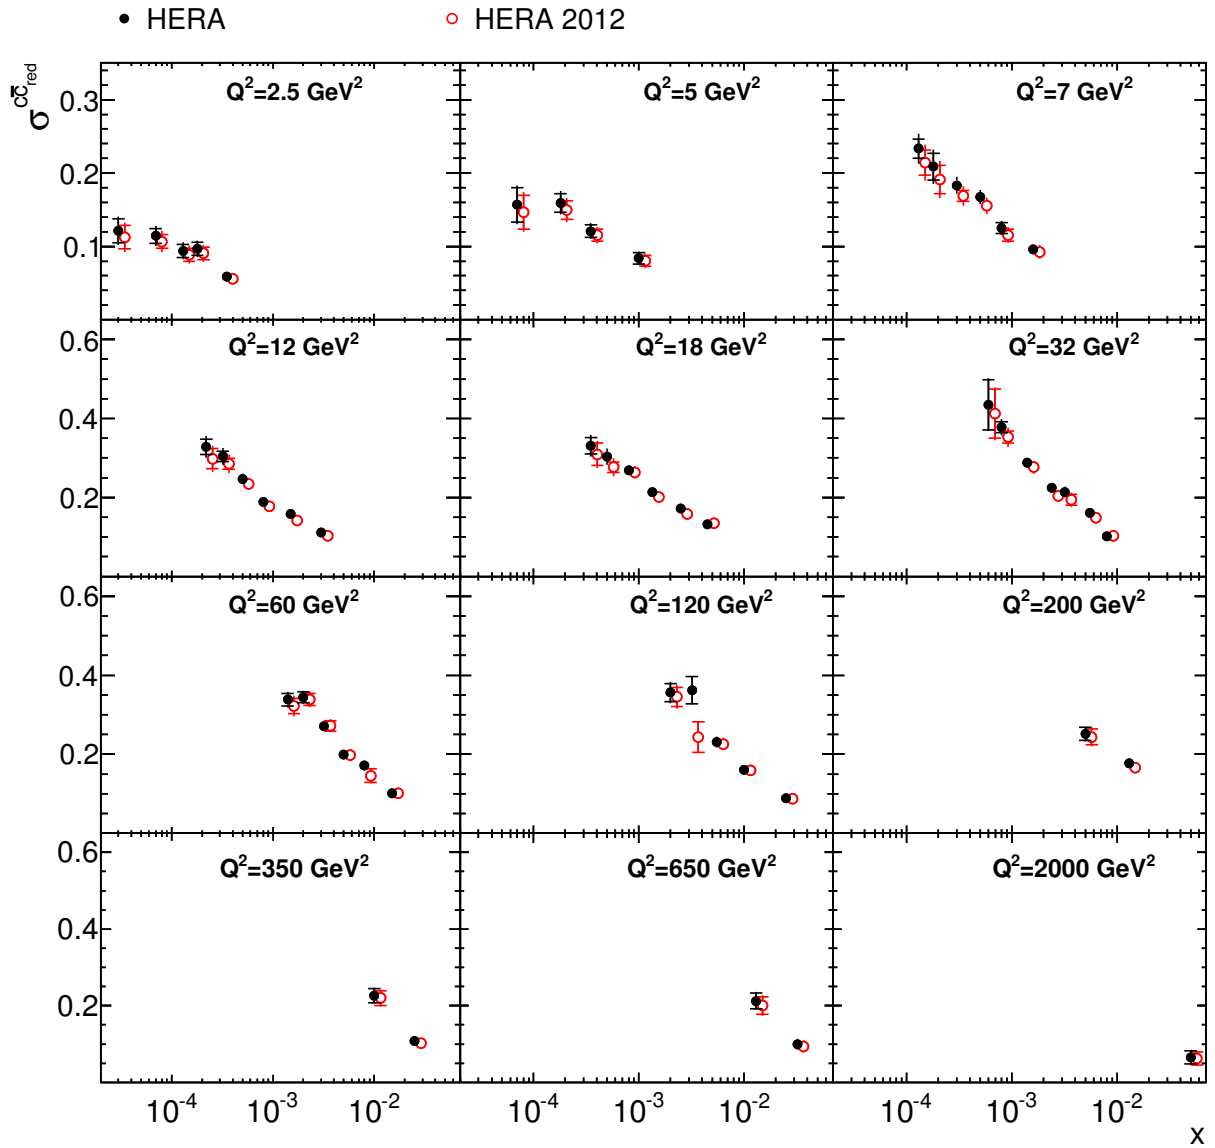 HERA HERA 2012
σ^{cc̄}_{red}
Q²=2.5 GeV² Q²=5 GeV² Q²=7 GeV²
0.3
0.2
0.1
Q²=12 GeV² Q²=18 GeV² Q²=32 GeV²
0.6
0.4
0.2
Q²=60 GeV² Q²=120 GeV² Q²=200 GeV²
0.6
0.4
0.2
Q²=350 GeV² Q²=650 GeV² Q²=2000 GeV²
0.6
0.4
0.2
10⁻⁴ 10⁻³ 10⁻² 10⁻⁴ 10⁻³ 10⁻² 10⁻⁴ 10⁻³ 10⁻²
x